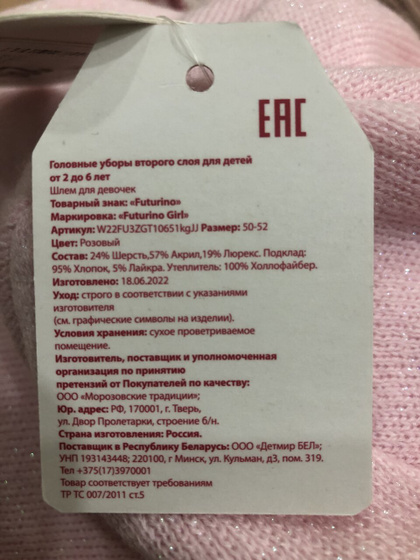 EAC
Головные уборы второго слоя для детей
от 2 до 6 лет
Шлем для девочек
Товарный знак: «Futurino»
Маркировка: «Futurino Girl»
Артикул: W22FU3ZGT10651kgJJ Размер: 50-52
Цвет: Розовый
Состав: 24% Шерсть,57% Акрил,19% Люрекс. Подклад:
95% Хлопок, 5% Лайкра. Утеплитель: 100% Холлофайбер.
Изготовлено: 18.06.2022
Уход: строго в соответствии с указаниями
изготовителя
(см. графические символы на изделии).
Условия хранения: сухое проветриваемое
помещение.
Изготовитель, поставщик и уполномоченная
организация по принятию
претензий от Покупателей по качеству:
ООО «Морозовские традиции»;
Юр. адрес: РФ, 170001, г. Тверь,
ул. Двор Пролетарки, строение б/н.
Страна изготовления: Россия.
Поставщик в Республику Беларусь: ООО «Детмир БЕЛ»;
УНП 193143448; 220100, г Минск, ул. Кульман, д3, пом. 319.
Тел +375(17)3970001
Товар соответствует требованиям
ТР ТС 007/2011 ст.5